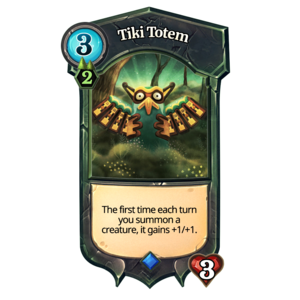 Tiki Totem
3
2
The first time each turn
you summon a
creature, it gains +1/+1.
3